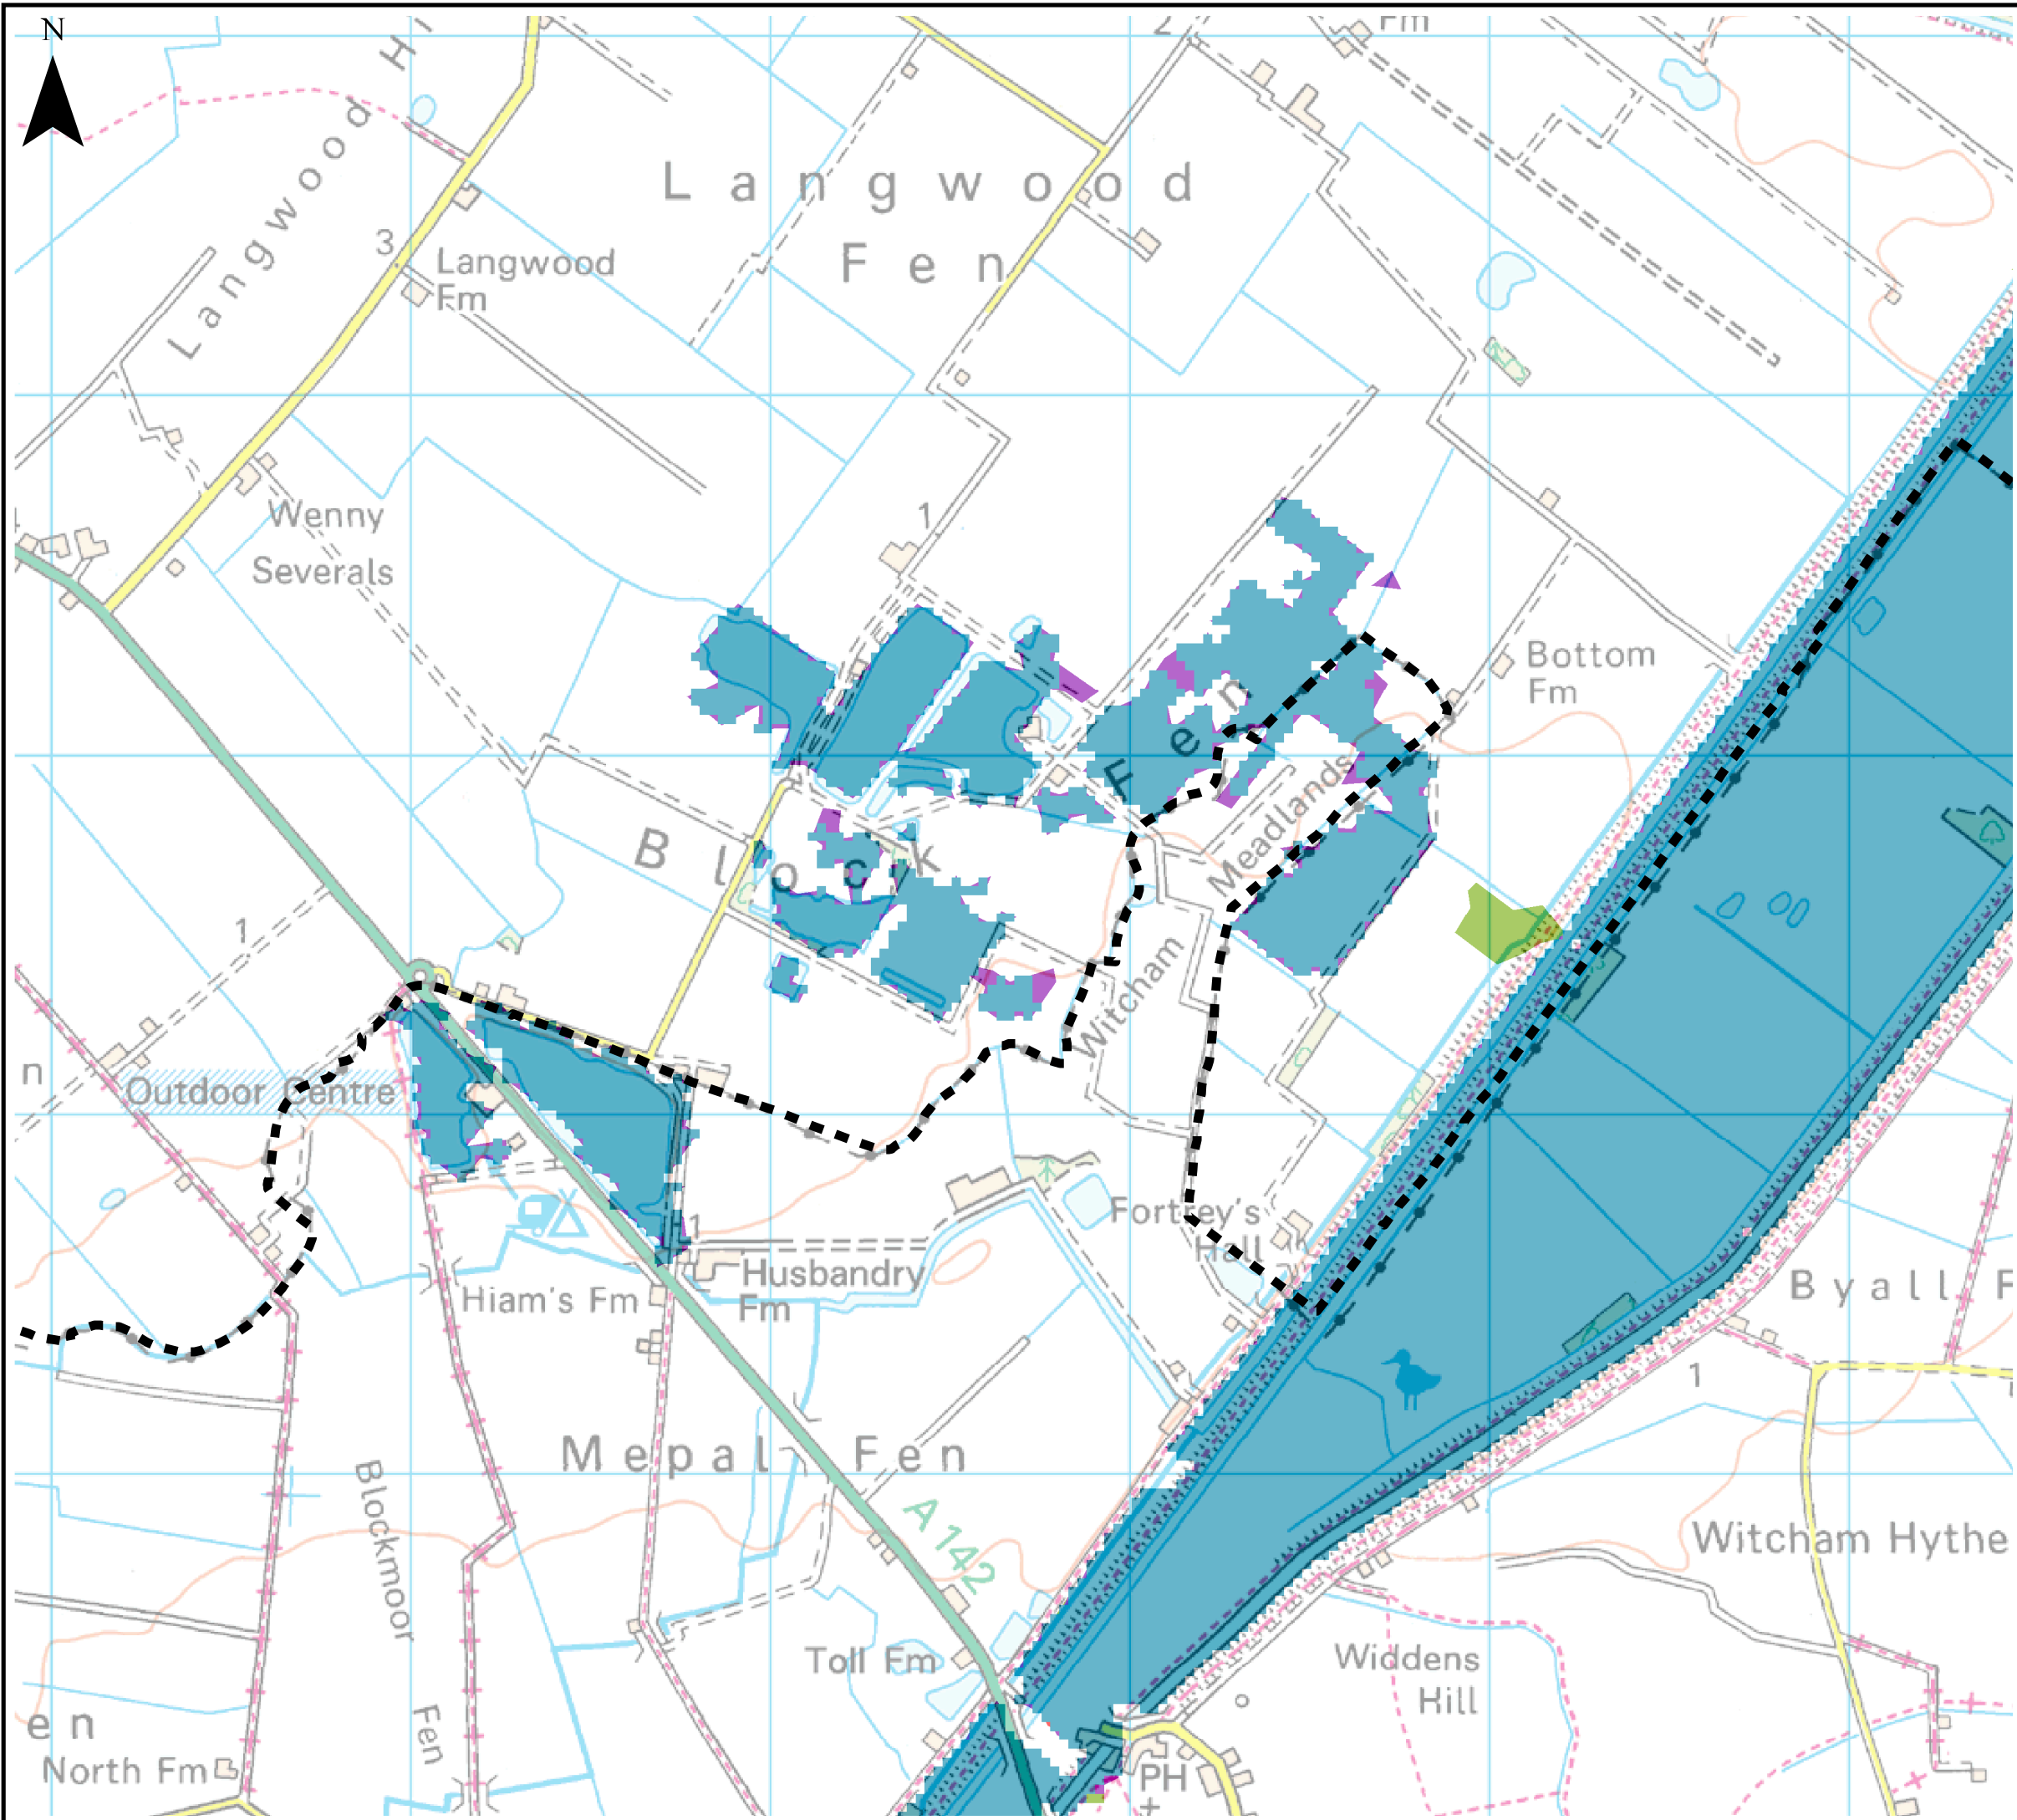 N
Fm
2
Langwood H
Langwood
Fen
3
Langwood
Fm
1
Wenny
Severals
Bottom
Fm
Block Fen
Meadlands
Witcham
1
n
Outdoor Centre
Fortrey's
Hall
1
Husbandry
Fm
Hiam's Fm
Byall F
1
Mepal Fen
Blockmoor
Fen
A142
Witcham Hythe
Toll Fm
Widdens
Hill
en
North Fm
PH